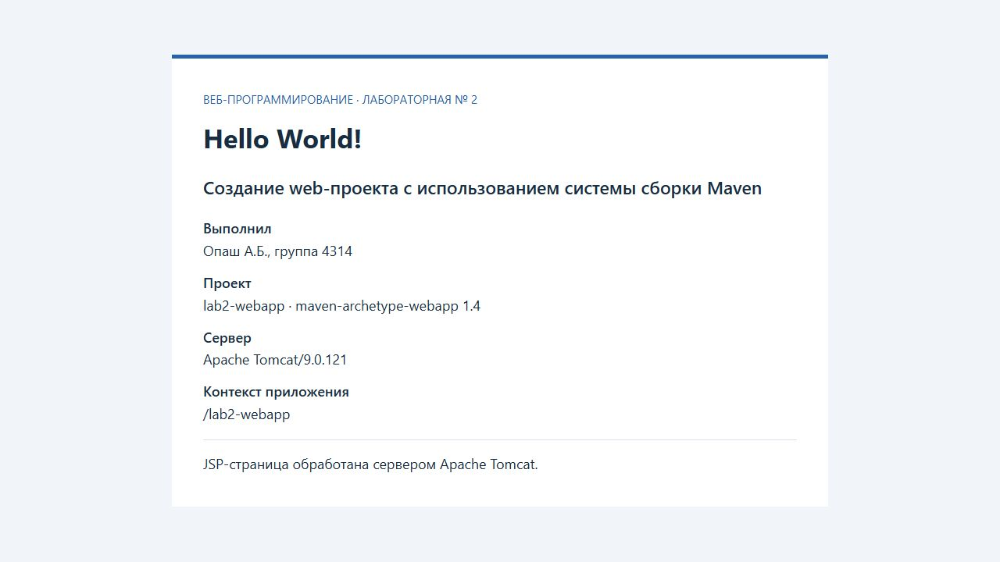 ВЕБ-ПРОГРАММИРОВАНИЕ · ЛАБОРАТОРНАЯ № 2
Hello World!
Создание web-проекта с использованием системы сборки Maven
Выполнил
Опаш А.Б., группа 4314
Проект
lab2-webapp · maven-archetype-webapp 1.4
Сервер
Apache Tomcat/9.0.121
Контекст приложения
/lab2-webapp
JSP-страница обработана сервером Apache Tomcat.